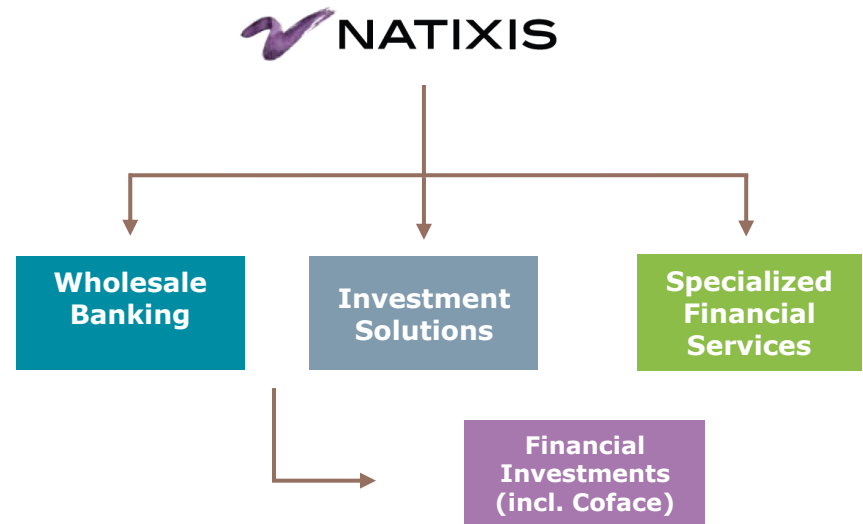 NATIXIS
Wholesale
Banking
Investment
Solutions
Specialized
Financial
Services
Financial
Investments
(incl. Coface)